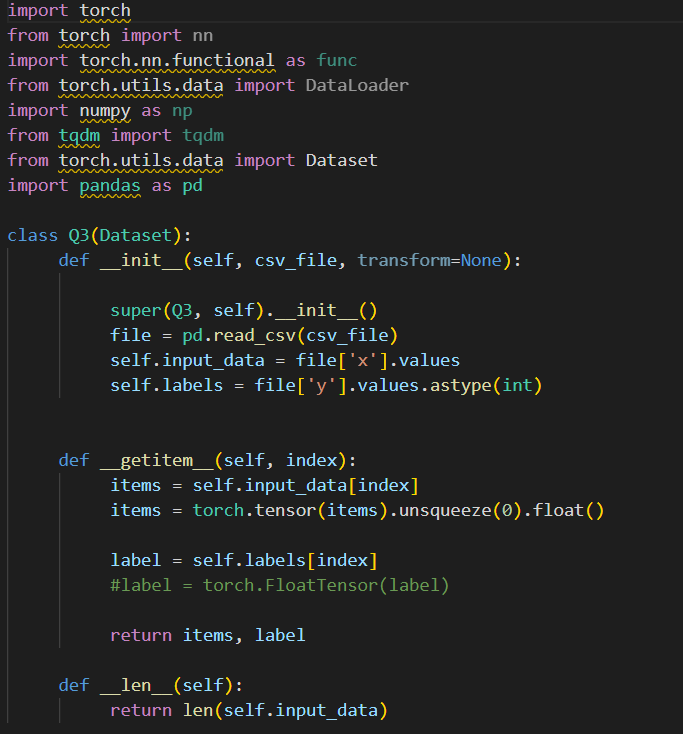 import torch
from torch import nn
import torch.nn.functional as func
from torch.utils.data import DataLoader
import numpy as np
from tqdm import tqdm
from torch.utils.data import Dataset
import pandas as pd
class Q3(Dataset):
def __init__(self, csv_file, transform=None):
super(Q3, self).__init__()
file = pd.read_csv(csv_file)
self.input_data = file['x'].values
self.labels = file['y'].values.astype(int)
def __getitem__(self, index):
items = self.input_data[index]
items = torch.tensor(items).unsqueeze(0).float()
label = self.labels[index]
#label = torch.FloatTensor(label)
return items, label
def __len__(self):
return len(self.input_data)